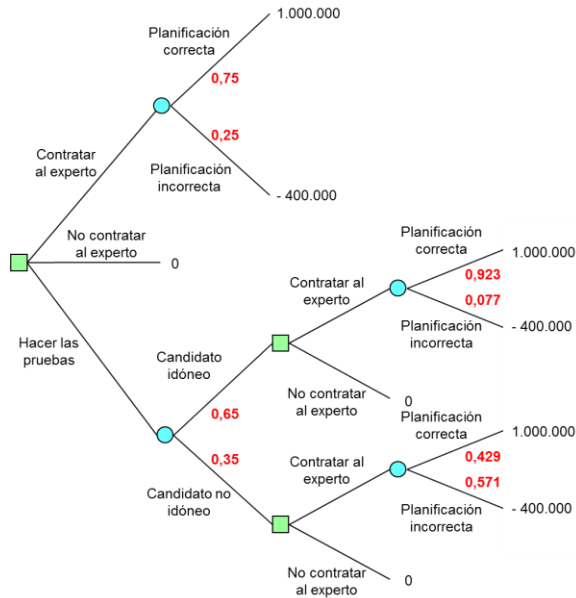 1.000.000
Planificación
correcta
0,75
0,25
Contratar
al experto
Planificación
incorrecta
- 400.000
No contratar
al experto
0
Hacer las
pruebas
Candidato
idóneo
0,65
0,35
Candidato no
idóneo
Contratar al
experto
Planificación
correcta
1.000.000
0,923
0,077
Planificación
incorrecta
- 400.000
No contratar
al experto
0
Contratar al
experto
Planificación
correcta
1.000.000
0,429
0,571
Planificación
incorrecta
- 400.000
No contratar
al experto
0